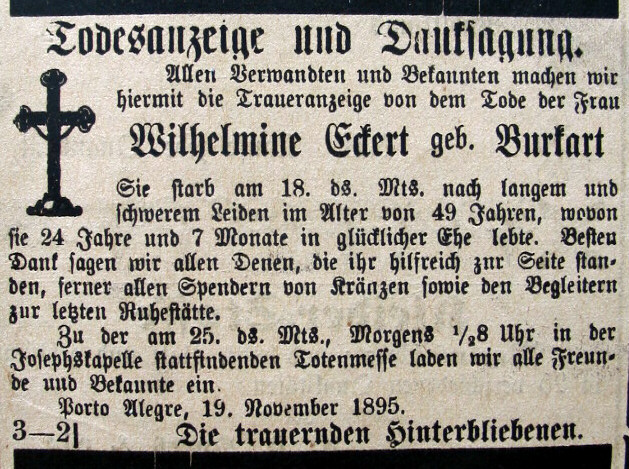 Todesanzeige und Danksagung.
Allen Verwandten und Bekannten machen wir
hiermit die Traueranzeige von dem Tode der Frau
Wilhelmine Eckert geb. Burkart
Sie starb am 18. ds. Mts. nach langem und
schwerem Leiden im Alter von 49 Jahren, wovon
sie 24 Jahre und 7 Monate in glücklicher Ehe lebte. Besten
Dank sagen wir allen Denen, die ihr hilfreich zur Seite stan-
den, ferner allen Spendern von Kränzen sowie den Begleitern
zur letzten Ruhestätte.
Zu der am 25. ds. Mts., Morgens 1/28 Uhr in der
Josephskapelle stattfindenden Totenmesse laden wir alle Freun-
de und Bekannte ein.
Porto Alegre, 19. November 1895.
3—2| Die trauernden Hinterbliebenen.